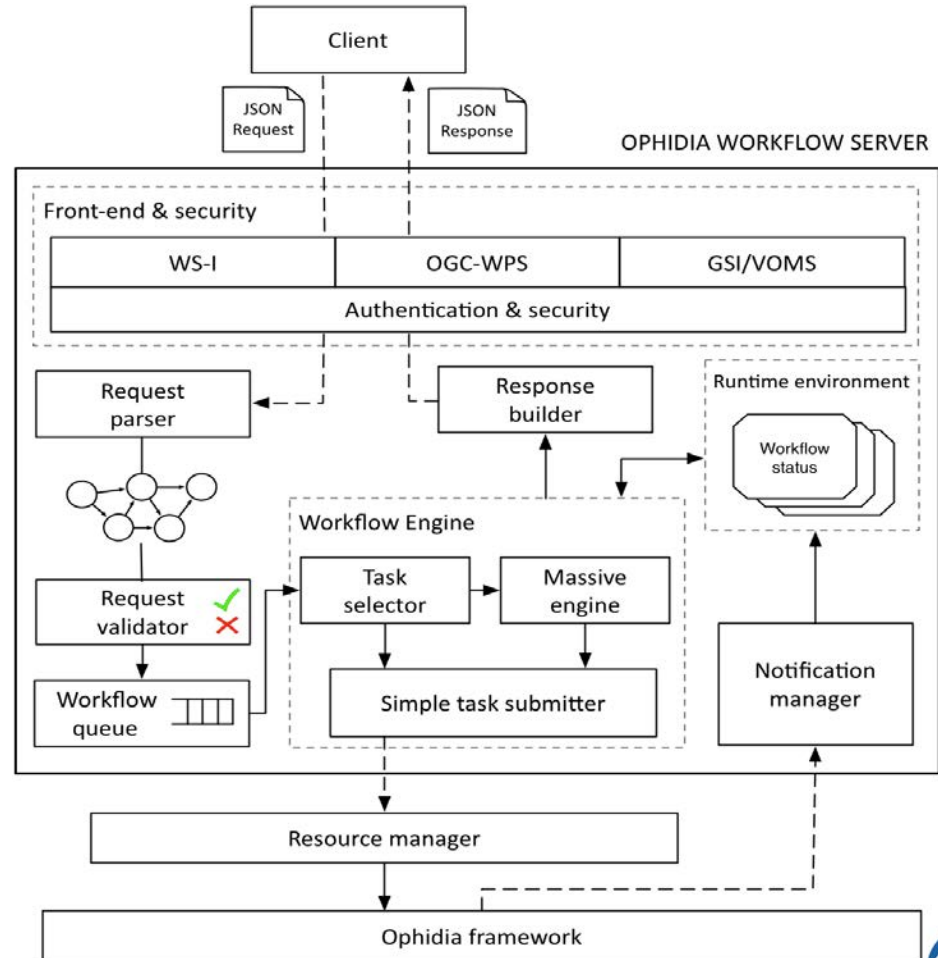 Client
JSON
Request
JSON
Response
OPHIDIA WORKFLOW SERVER
Front-end & security
WS-I
OGC-WPS
GSI/VOMS
Authentication & security
Request
parser
Response
builder
Runtime environment
Workflow
status
Workflow Engine
Task
selector
Massive
engine
Request
validator
Simple task submitter
Notification
manager
Workflow
queue
Resource manager
Ophidia framework